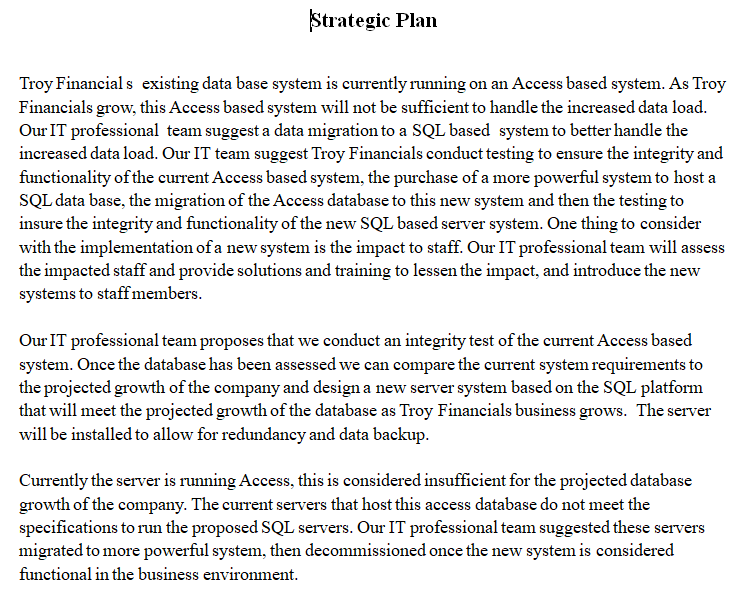 Strategic Plan
Troy Financial s  existing data base system is currently running on an Access based system. As Troy
Financials grow, this Access based system will not be sufficient to handle the increased data load.
Our IT professional  team suggest a data migration to a SQL based  system to better handle the
increased data load. Our IT team suggest Troy Financials conduct testing to ensure the integrity and
functionality of the current Access based system, the purchase of a more powerful system to host a
SQL data base, the migration of the Access database to this new system and then the testing to
insure the integrity and functionality of the new SQL based server system. One thing to consider
with the implementation of a new system is the impact to staff. Our IT professional team will assess
the impacted staff and provide solutions and training to lessen the impact, and introduce the new
systems to staff members.
Our IT professional team proposes that we conduct an integrity test of the current Access based
system. Once the database has been assessed we can compare the current system requirements to
the projected growth of the company and design a new server system based on the SQL platform
that will meet the projected growth of the database as Troy Financials business grows.  The server
will be installed to allow for redundancy and data backup.
Currently the server is running Access, this is considered insufficient for the projected database
growth of the company. The current servers that host this access database do not meet the
specifications to run the proposed SQL servers. Our IT professional team suggested these servers
migrated to more powerful system, then decommissioned once the new system is considered
functional in the business environment.